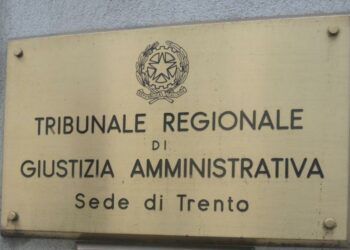 TRIBUNALE REGIONALE
DI
GIUSTIZIA AMMINISTRATIVA
Sede di Trento